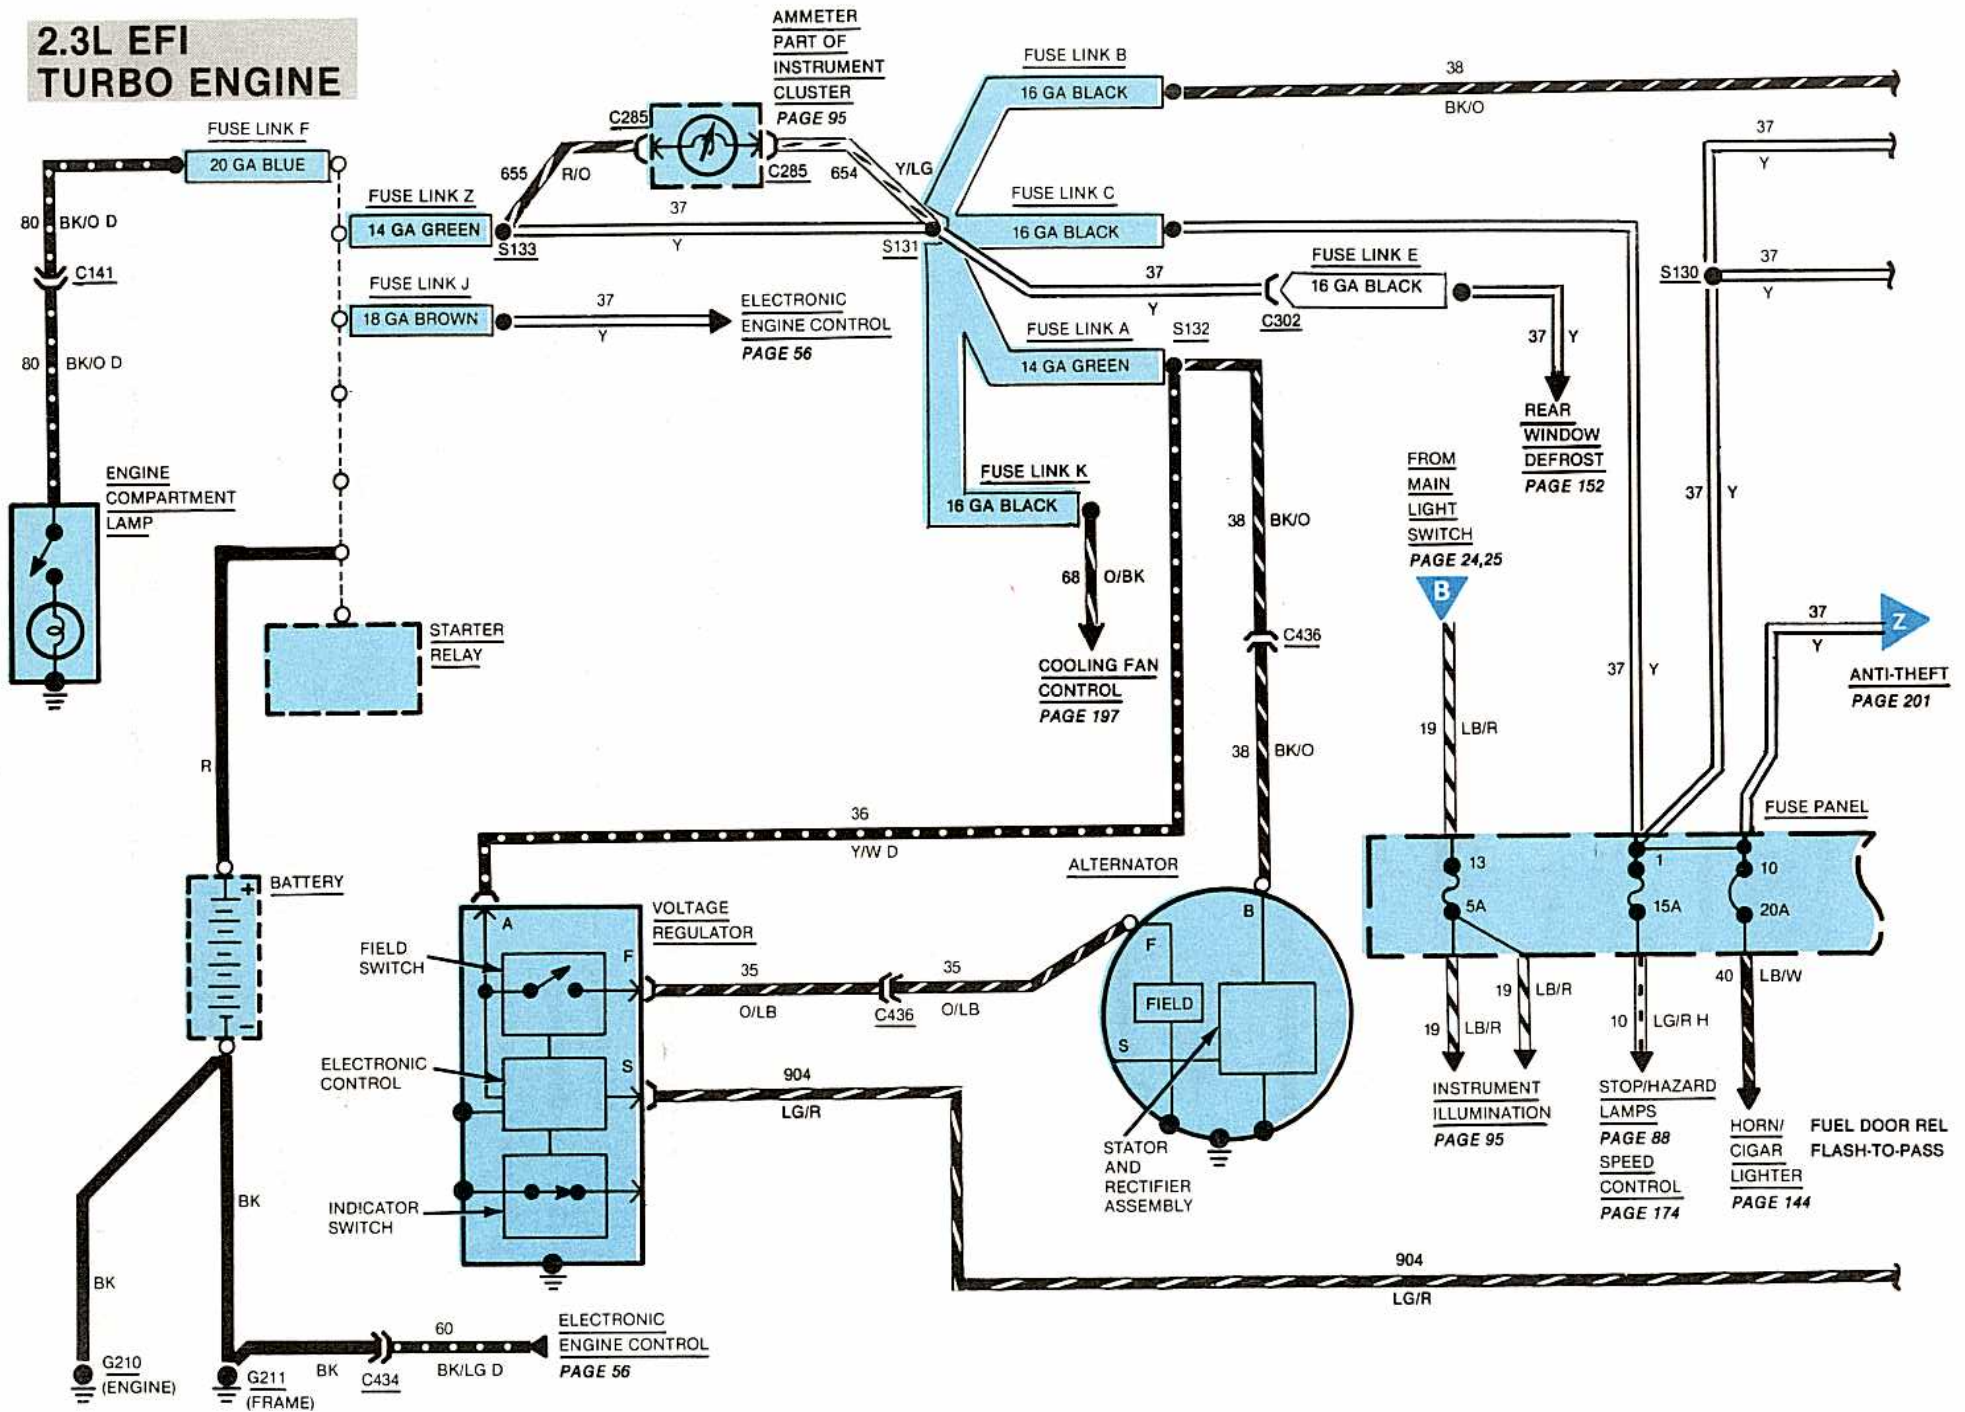 2.3L EFI
TURBO ENGINE
FUSE LINK F
20 GA BLUE
80
BK/O D
C141
80
BK/O D
ENGINE
COMPARTMENT
LAMP
FUSE LINK Z
14 GA GREEN
S133
FUSE LINK J
18 GA BROWN
37
Y
ELECTRONIC
ENGINE CONTROL
PAGE 56
655
R/O
C285
AMMETER
PART OF
INSTRUMENT
CLUSTER
PAGE 95
C285
654
Y/LG
37
Y
S131
FUSE LINK B
16 GA BLACK
38
BK/O
FUSE LINK C
16 GA BLACK
37
Y
C302
FUSE LINK E
16 GA BLACK
37
Y
REAR
WINDOW
DEFROST
PAGE 152
FUSE LINK A
14 GA GREEN
S132
FUSE LINK K
16 GA BLACK
68
O/BK
COOLING FAN
CONTROL
PAGE 197
38
BK/O
C436
38
BK/O
37
Y
S130
37
Y
37
Y
37
Y
FROM
MAIN
LIGHT
SWITCH
PAGE 24,25
B
19
LB/R
37
Y
Z
ANTI-THEFT
PAGE 201
STARTER
RELAY
R
BATTERY
+
−
BK
BK
G210
(ENGINE)
G211
(FRAME)
BK
C434
60
BK/LG D
ELECTRONIC
ENGINE CONTROL
PAGE 56
36
Y/W D
VOLTAGE
REGULATOR
A
F
S
FIELD
SWITCH
ELECTRONIC
CONTROL
INDICATOR
SWITCH
35
O/LB
C436
35
O/LB
904
LG/R
ALTERNATOR
B
F
FIELD
S
STATOR
AND
RECTIFIER
ASSEMBLY
904
LG/R
FUSE PANEL
13
5A
1
15A
10
20A
19
LB/R
19
LB/R
INSTRUMENT
ILLUMINATION
PAGE 95
10
LG/R H
STOP/HAZARD
LAMPS
PAGE 88
SPEED
CONTROL
PAGE 174
40
LB/W
HORN/
CIGAR
LIGHTER
PAGE 144
FUEL DOOR REL
FLASH-TO-PASS